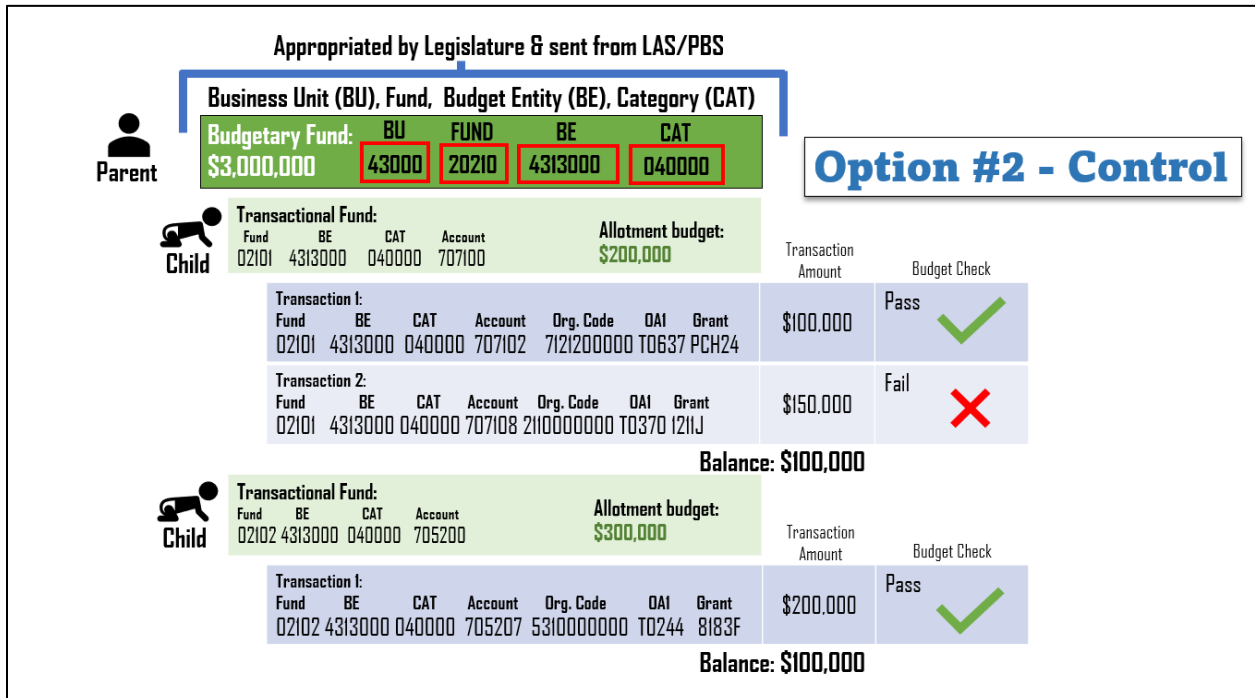 Appropriated by Legislature & sent from LAS/PBS
Business Unit (BU), Fund, Budget Entity (BE), Category (CAT)
Parent
Budgetary Fund: BU FUND BE CAT
$3,000,000 43000 20210 4313000 040000
Option #2 - Control
Child
Transactional Fund:
Fund BE CAT Account
02101 4313000 040000 707100
Allotment budget:
$200,000
Transaction Amount
Budget Check
Transaction 1:
Fund BE CAT Account Org. Code OA1 Grant
02101 4313000 040000 707102 7121200000 T0637 PCH24
$100,000
Pass
Transaction 2:
Fund BE CAT Account Org. Code OA1 Grant
02101 4313000 040000 707108 2110000000 T0370 1211J
$150,000
Fail
Balance: $100,000
Child
Transactional Fund:
Fund BE CAT Account
02102 4313000 040000 705200
Allotment budget:
$300,000
Transaction Amount
Budget Check
Transaction 1:
Fund BE CAT Account Org. Code OA1 Grant
02102 4313000 040000 705207 5310000000 T0244 8183F
$200,000
Pass
Balance: $100,000